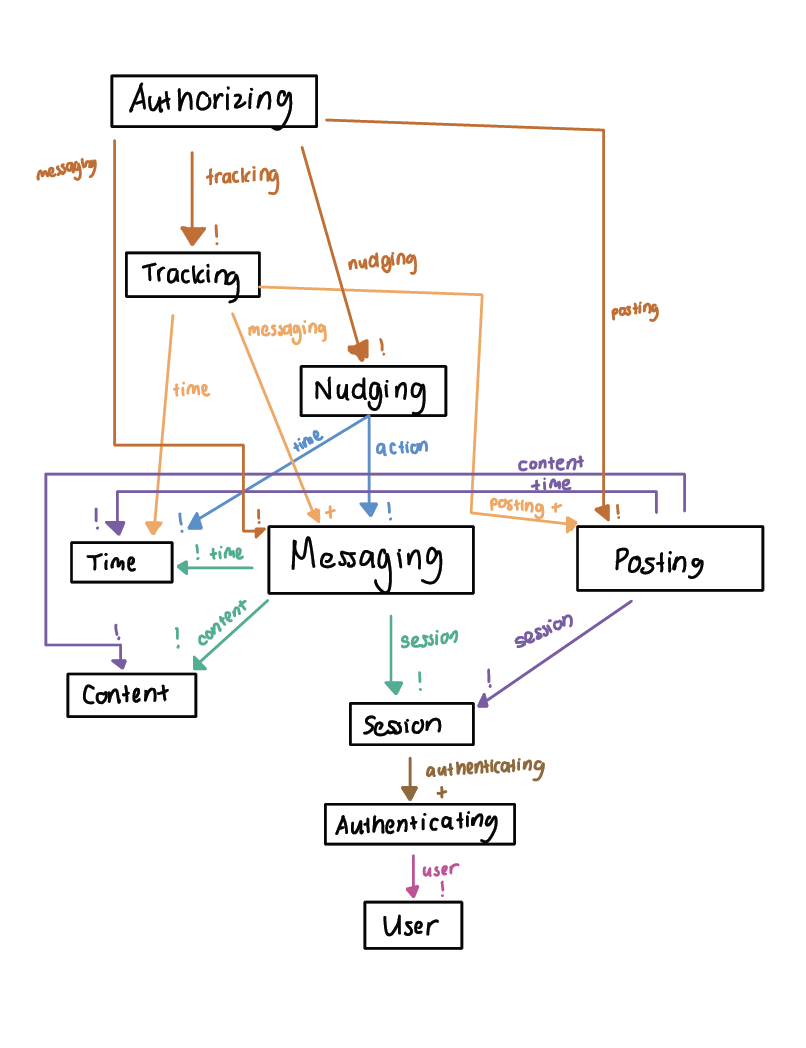 Authorizing
messaging
tracking
!
nudging
Tracking
messaging
!
posting
time
Nudging
time
action
content
time
!
!
!
+
posting +
!
!
Time
! time
Messaging
Posting
!
!
content
session
session
!
!
Content
Session
authenticating
+
Authenticating
user
!
User